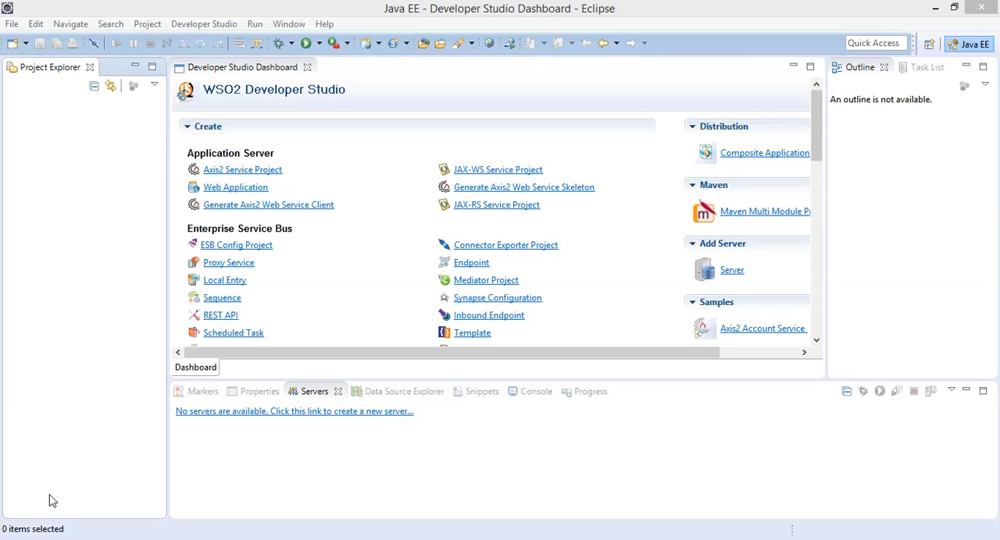 Java EE - Developer Studio Dashboard - Eclipse
File Edit Navigate Search Project Developer Studio Run Window Help
Quick Access
Java EE
Project Explorer
Developer Studio Dashboard
WSO2 Developer Studio
Create
Application Server
Axis2 Service Project
JAX-WS Service Project
Web Application
Generate Axis2 Web Service Skeleton
Generate Axis2 Web Service Client
JAX-RS Service Project
Enterprise Service Bus
ESB Config Project
Connector Exporter Project
Proxy Service
Endpoint
Local Entry
Mediator Project
Sequence
Synapse Configuration
REST API
Inbound Endpoint
Scheduled Task
Template
Distribution
Composite Application
Maven
Maven Multi Module Pr
Add Server
Server
Samples
Axis2 Account Service
Dashboard
Outline
Task List
An outline is not available.
Markers Properties Servers Data Source Explorer Snippets Console Progress
No servers are available. Click this link to create a new server...
0 items selected